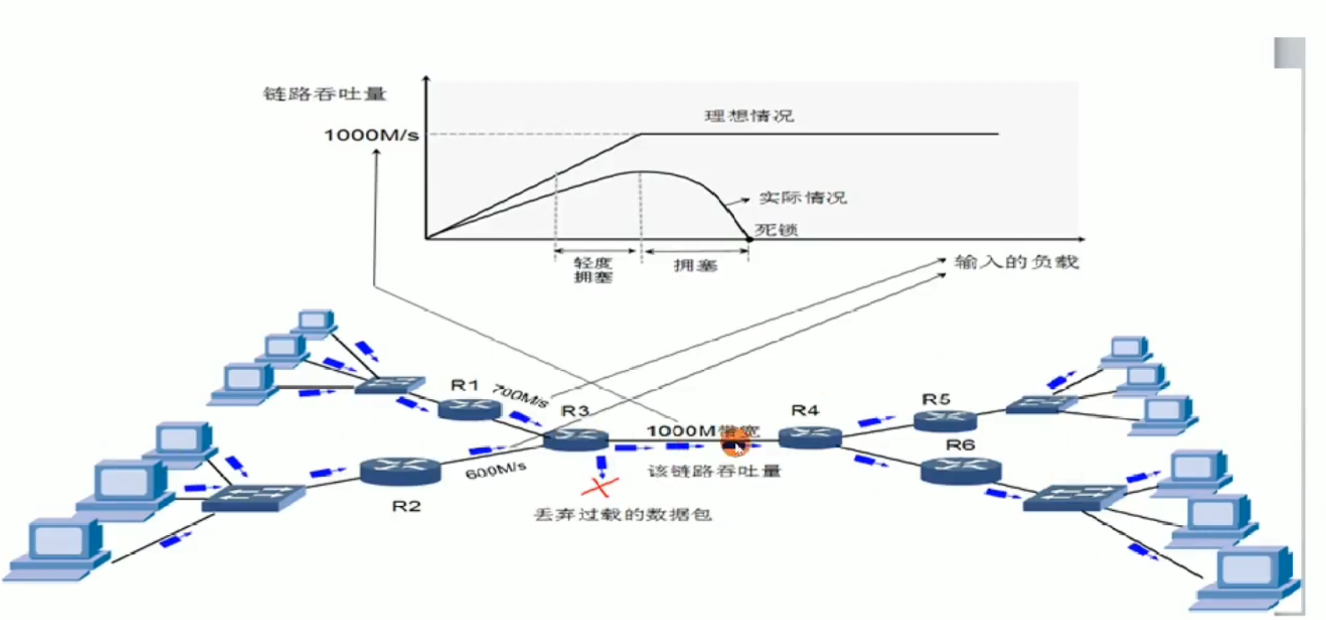 链路吞吐量
1000M/s
理想情况
实际情况
死锁
轻度
拥塞
拥塞
输入的负载
R1
700M/s
R3
1000M带宽
R4
R5
R6
600M/s
该链路吞吐量
R2
丢弃过载的数据包